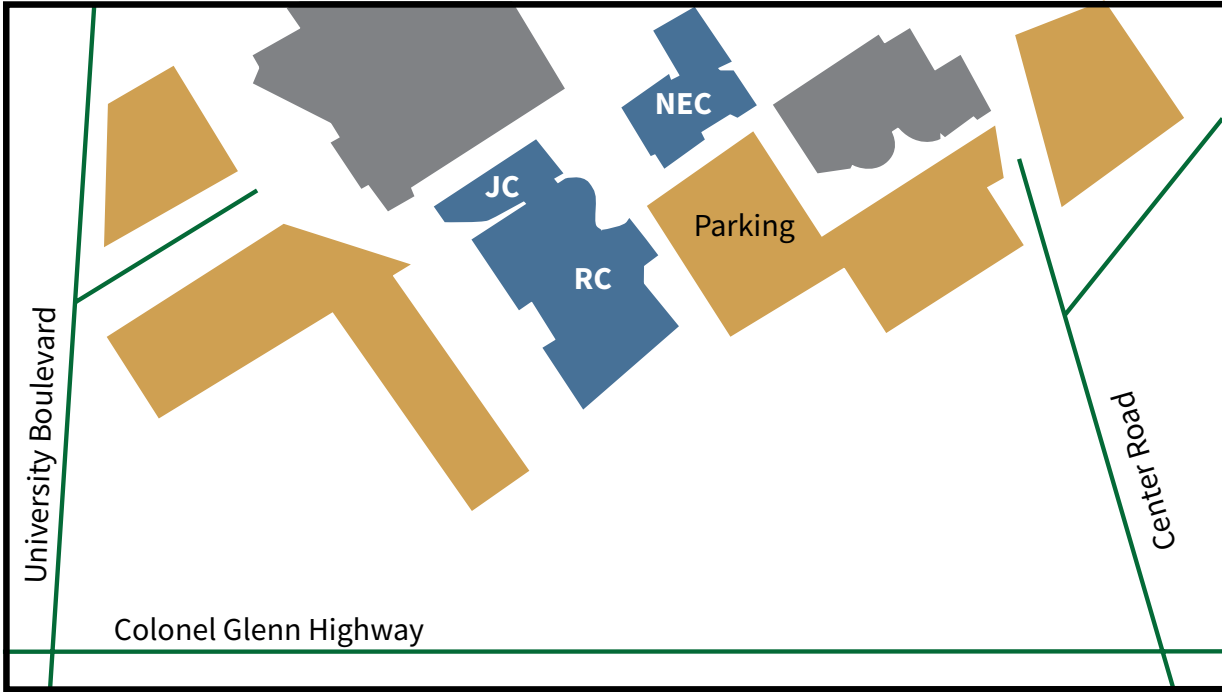 NEC
JC
Parking
RC
University Boulevard
Center Road
Colonel Glenn Highway